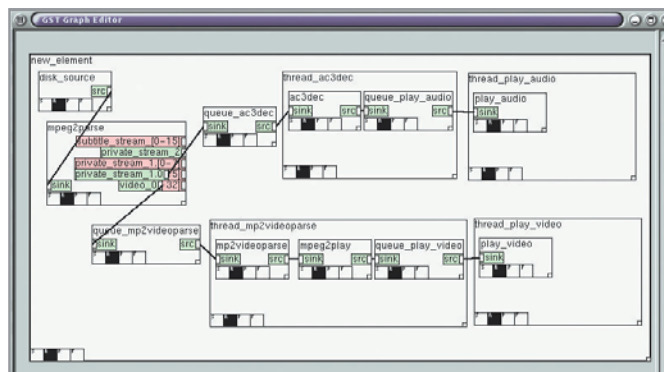 GST Graph Editor
new_element
disk_source
src
mpeg2parse
subtitle_stream_[0-15]
private_stream_2
private_stream_1.[0-
private_stream_1.0
sink
video_0
32
queue_ac3dec
sink
src
thread_ac3dec
ac3dec
sink
src
queue_play_audio
sink
src
thread_play_audio
play_audio
sink
queue_mp2videoparse
sink
src
thread_mp2videoparse
mp2videoparse
sink
src
mpeg2play
sink
src
queue_play_video
sink
src
thread_play_video
play_video
sink